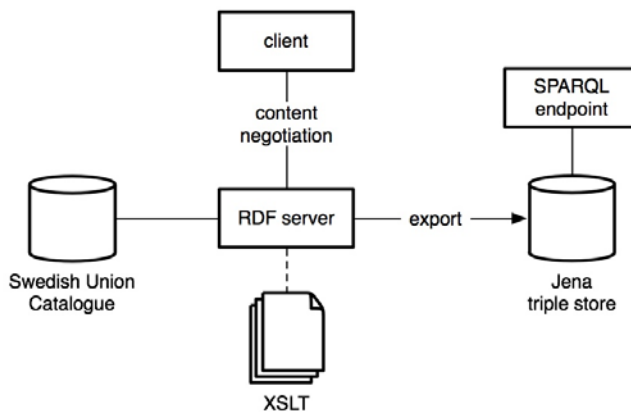 client
SPARQL
endpoint
content
negotiation
RDF server
export
Swedish Union
Catalogue
Jena
triple store
XSLT